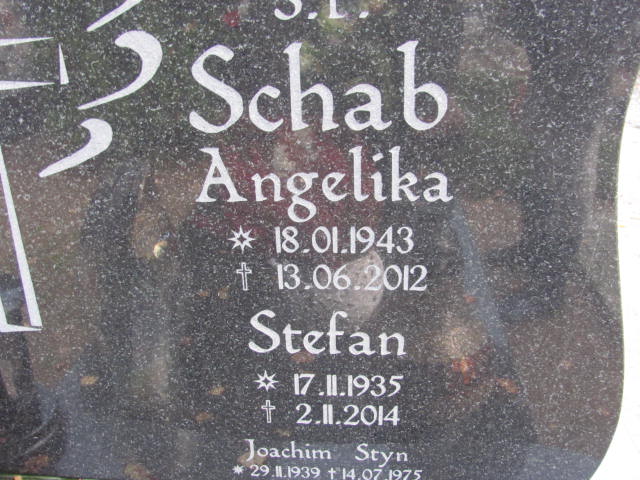 Ś.P.
Schab
Angelika
* 18.01.1943
† 13.06.2012
Stefan
* 17.11.1935
† 2.11.2014
Joachim Styn
* 29.11.1939 † 14.07.1975